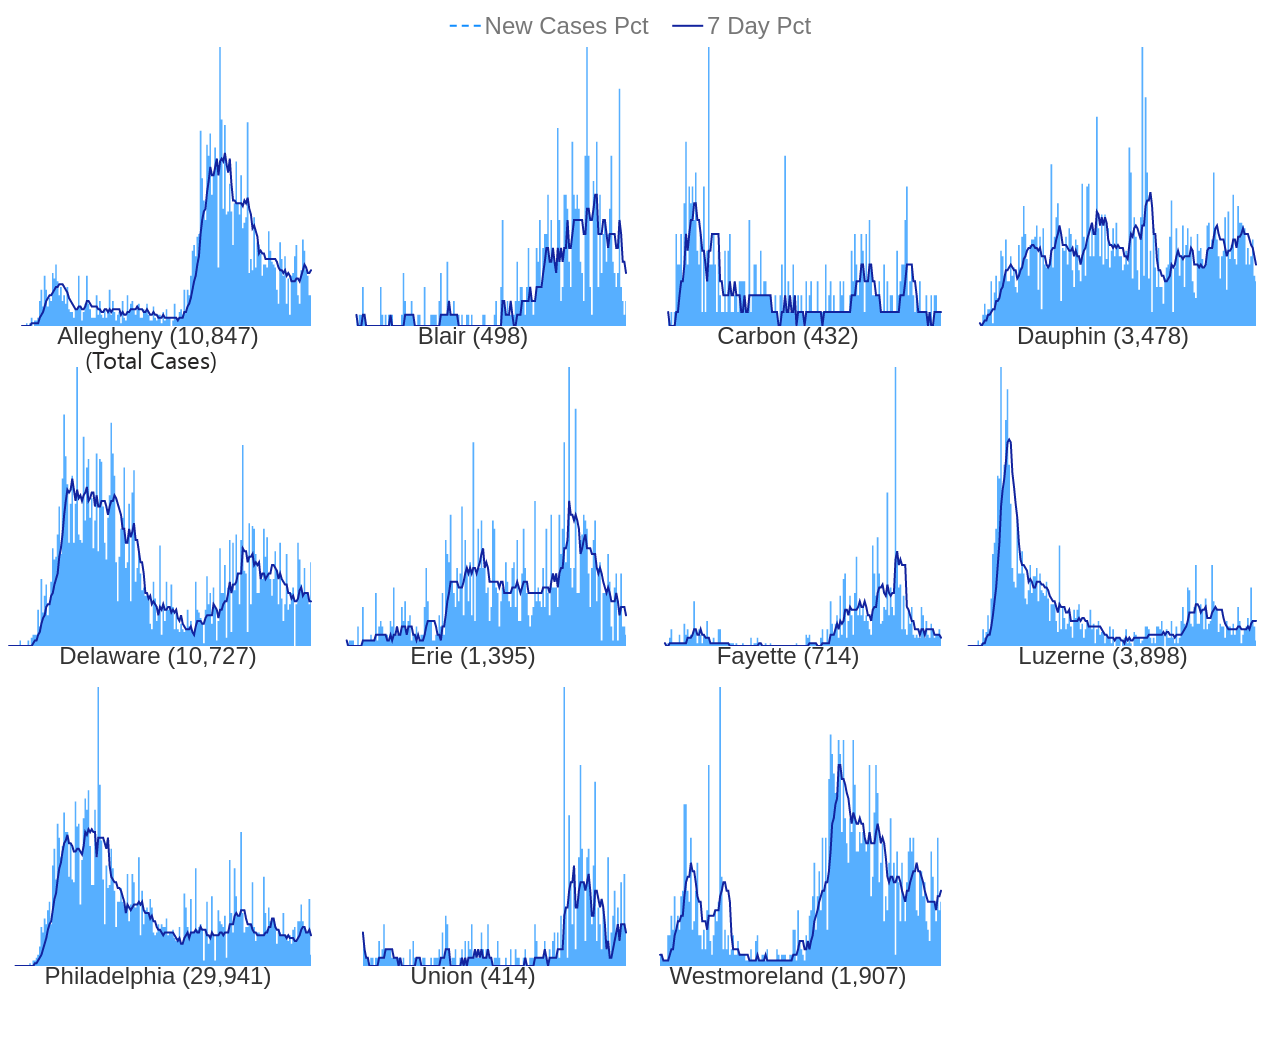 New Cases Pct 7 Day Pct
Allegheny (10,847) Blair (498) Carbon (432) Dauphin (3,478)
(Total Cases)
Delaware (10,727) Erie (1,395) Fayette (714) Luzerne (3,898)
Philadelphia (29,941) Union (414) Westmoreland (1,907)